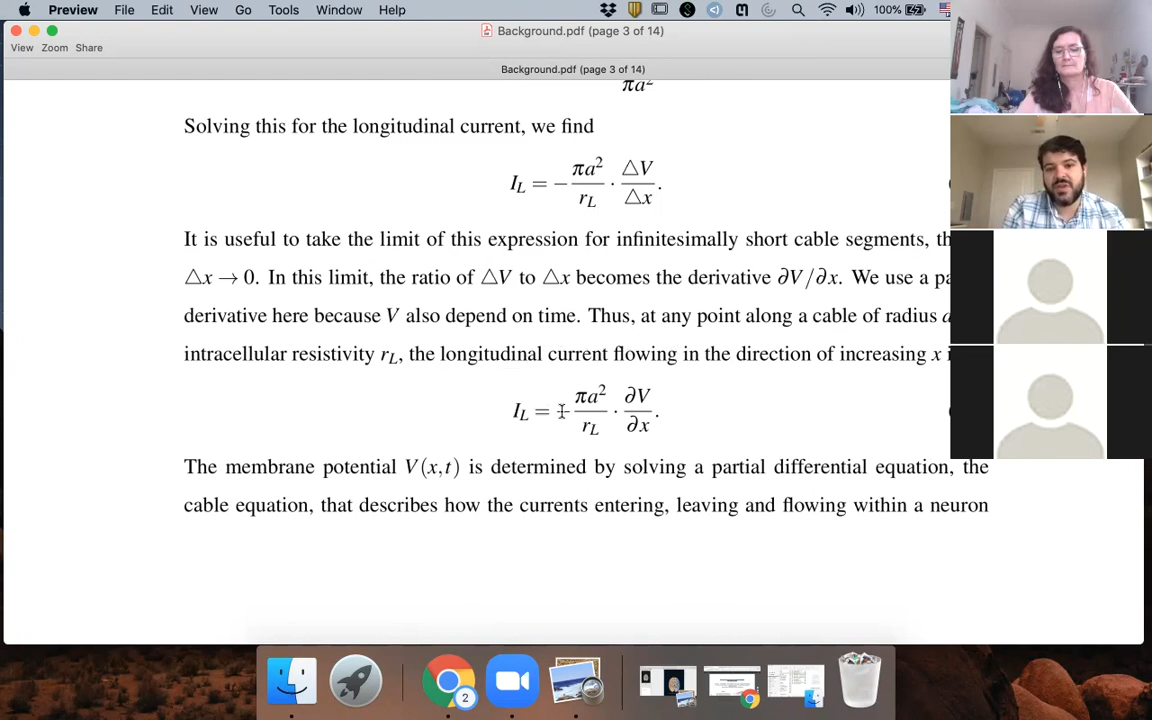 Preview File Edit View Go Tools Window Help 100%
Background.pdf (page 3 of 14)
View Zoom Share
Background.pdf (page 3 of 14)
πa²
Solving this for the longitudinal current, we find
I_L = − πa²/r_L · △V/△x.
It is useful to take the limit of this expression for infinitesimally short cable segments, th
△x → 0. In this limit, the ratio of △V to △x becomes the derivative ∂V/∂x. We use a pa
derivative here because V also depend on time. Thus, at any point along a cable of radius a
intracellular resistivity r_L, the longitudinal current flowing in the direction of increasing x i
I_L = − πa²/r_L · ∂V/∂x.
The membrane potential V(x,t) is determined by solving a partial differential equation, the
cable equation, that describes how the currents entering, leaving and flowing within a neuron
2